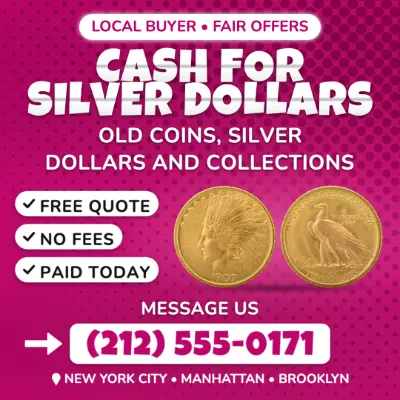 LOCAL BUYER • FAIR OFFERS
CASH FOR
SILVER DOLLARS
OLD COINS, SILVER
DOLLARS AND COLLECTIONS
FREE QUOTE
NO FEES
PAID TODAY
1907
MESSAGE US
(212) 555-0171
NEW YORK CITY • MANHATTAN • BROOKLYN